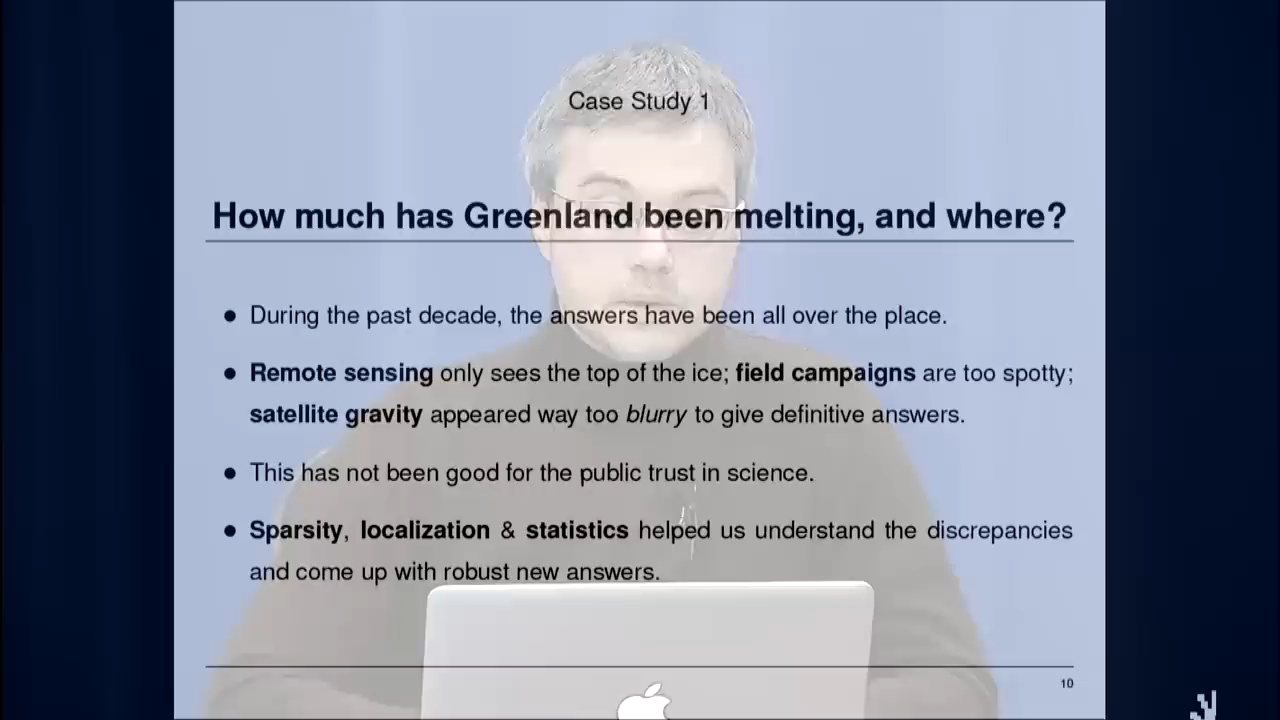 Case Study 1
How much has Greenland been melting, and where?
● During the past decade, the answers have been all over the place.
● Remote sensing only sees the top of the ice; field campaigns are too spotty;
satellite gravity appeared way too blurry to give definitive answers.
● This has not been good for the public trust in science.
● Sparsity, localization & statistics helped us understand the discrepancies
and come up with robust new answers.
10